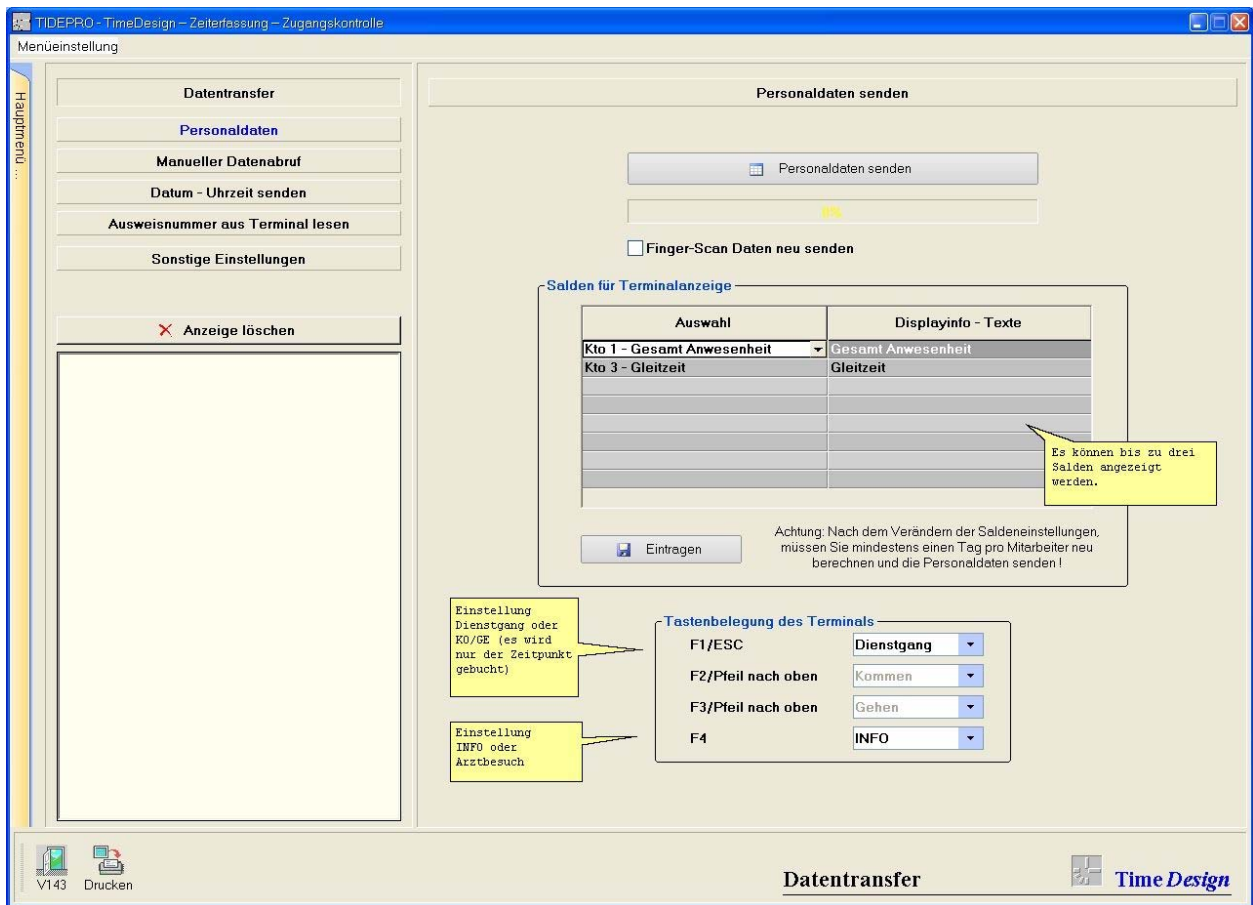 TIDEPRO - TimeDesign – Zeiterfassung – Zugangskontrolle
Menüeinstellung
Hauptmenü ...
Datentransfer
Personaldaten
Manueller Datenabruf
Datum - Uhrzeit senden
Ausweisnummer aus Terminal lesen
Sonstige Einstellungen
Anzeige löschen
Personaldaten senden
Personaldaten senden
0%
Finger-Scan Daten neu senden
Salden für Terminalanzeige
Auswahl Displayinfo - Texte
Kto 1 - Gesamt Anwesenheit Gesamt Anwesenheit
Kto 3 - Gleitzeit Gleitzeit
Es können bis zu drei
Salden angezeigt
werden.
Eintragen
Achtung: Nach dem Verändern der Saldeneinstellungen,
müssen Sie mindestens einen Tag pro Mitarbeiter neu
berechnen und die Personaldaten senden !
Einstellung
Dienstgang oder
KO/GE (es wird
nur der Zeitpunkt
gebucht)
Tastenbelegung des Terminals
F1/ESC Dienstgang
F2/Pfeil nach oben Kommen
F3/Pfeil nach oben Gehen
F4 INFO
Einstellung
INFO oder
Arztbesuch
V143 Drucken
Datentransfer
Time Design